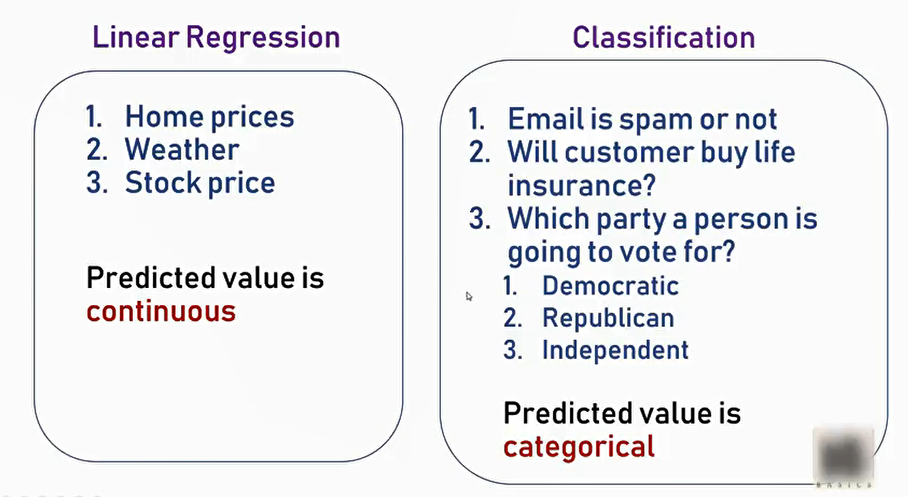 Linear Regression
1. Home prices
2. Weather
3. Stock price
Predicted value is
continuous
Classification
1. Email is spam or not
2. Will customer buy life
insurance?
3. Which party a person is
going to vote for?
1. Democratic
2. Republican
3. Independent
Predicted value is
categorical